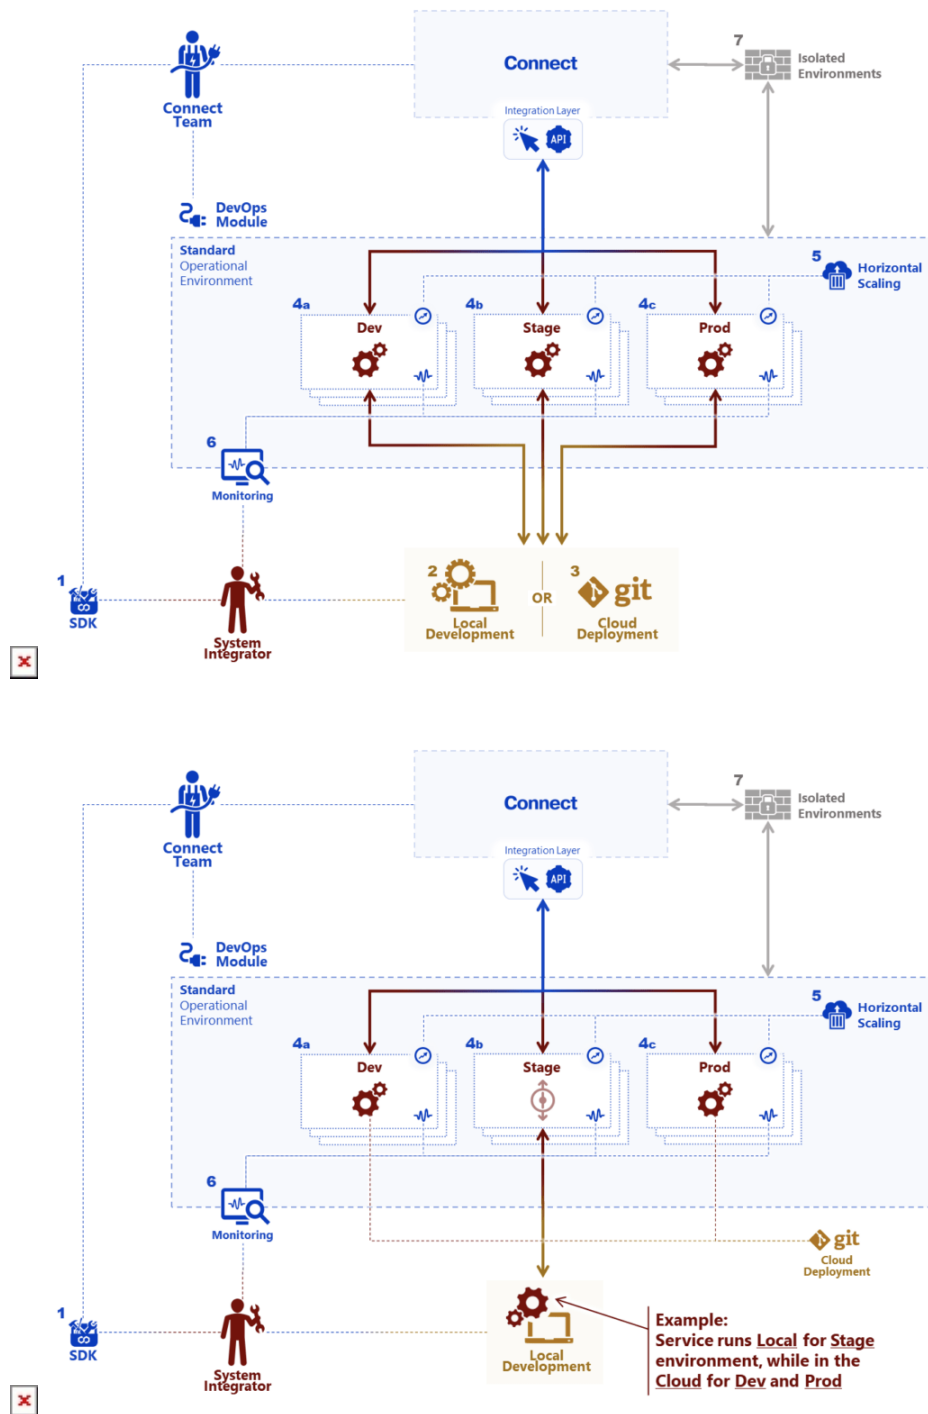 Connect
7
Isolated
Environments
Connect
Team
Integration Layer
API
DevOps
Module
Standard
Operational
Environment
5
Horizontal
Scaling
4a
4b
4c
Dev
Stage
Prod
6
Monitoring
1
SDK
System
Integrator
2
Local
Development
OR
3
git
Cloud
Deployment
Connect
7
Isolated
Environments
Connect
Team
Integration Layer
API
DevOps
Module
Standard
Operational
Environment
5
Horizontal
Scaling
4a
4b
4c
Dev
Stage
Prod
6
Monitoring
git
Cloud
Deployment
1
SDK
System
Integrator
Local
Development
Example:
Service runs Local for Stage
environment, while in the
Cloud for Dev and Prod